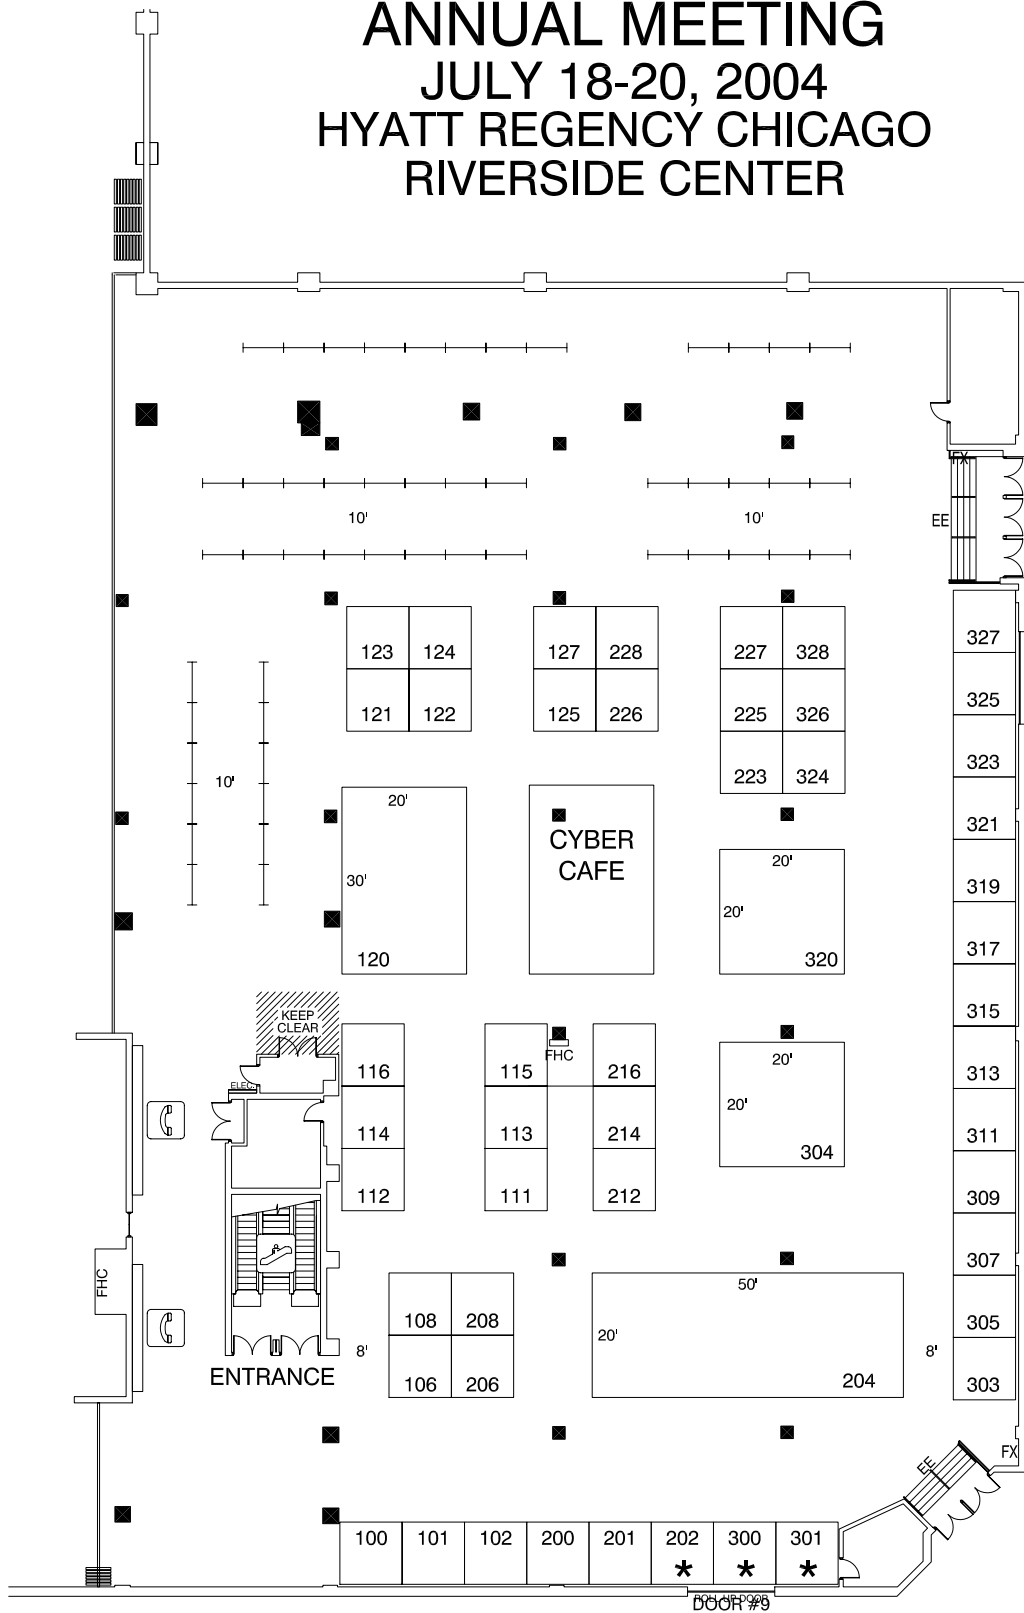 ANNUAL MEETING
JULY 18-20, 2004
HYATT REGENCY CHICAGO
RIVERSIDE CENTER
FX
EE
10' 10'
327
123 124 127 228 227 328
325
121 122 125 226 225 326
323
10' 223 324
20'
321
CYBER
CAFE
20'
30' 319
20'
317
120 320
KEEP
CLEAR
315
FHC
20'
116 115 216 313
ELEC.
20'
114 113 214 311
304
112 111 212 309
307
FHC
50'
108 208 305
20'
8' 8'
ENTRANCE
106 206 204 303
FX
EE
100 101 102 200 201 202 300 301
* * *
ROLL-UP DOOR
DOOR #9